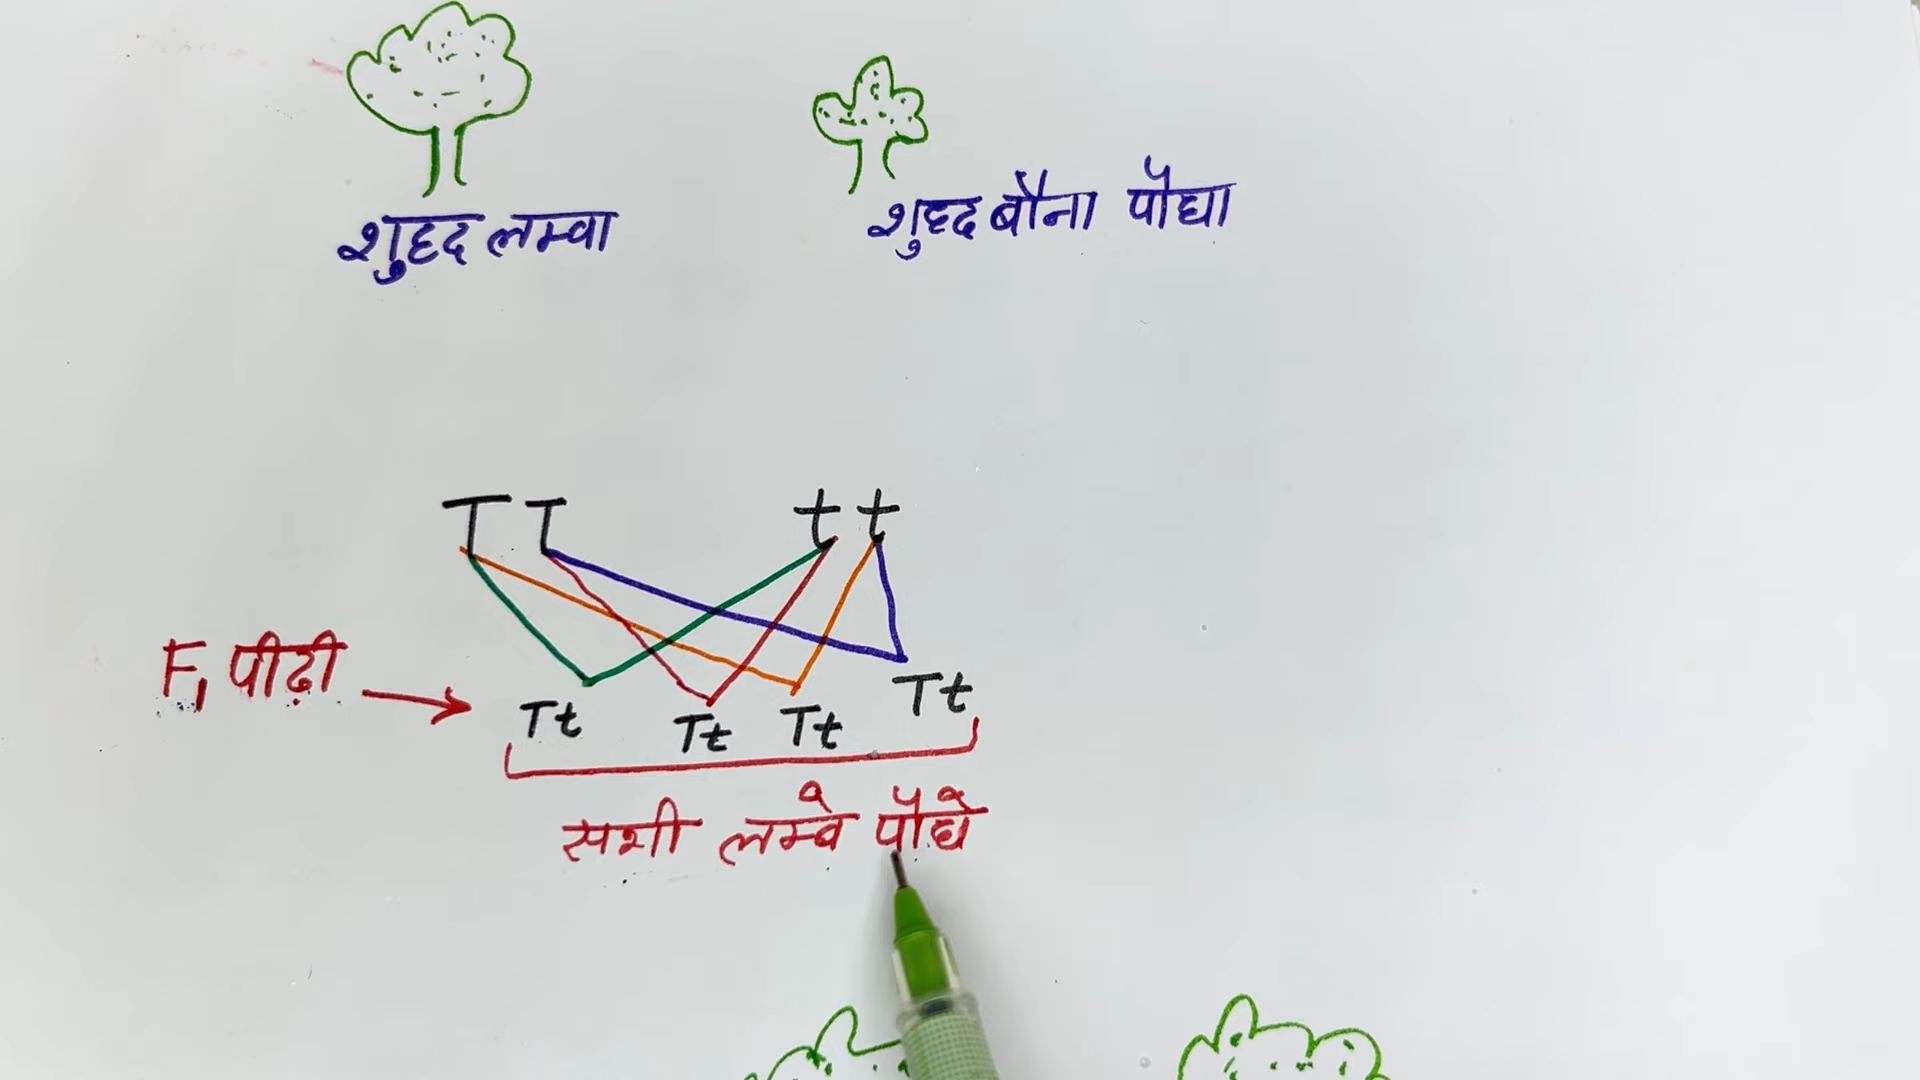 शुद्द लम्वा
शुद्द बौना पौघा
T T t t
F₁ पीढ़ी
Tt Tt Tt Tt
सभी लम्वे पौघे